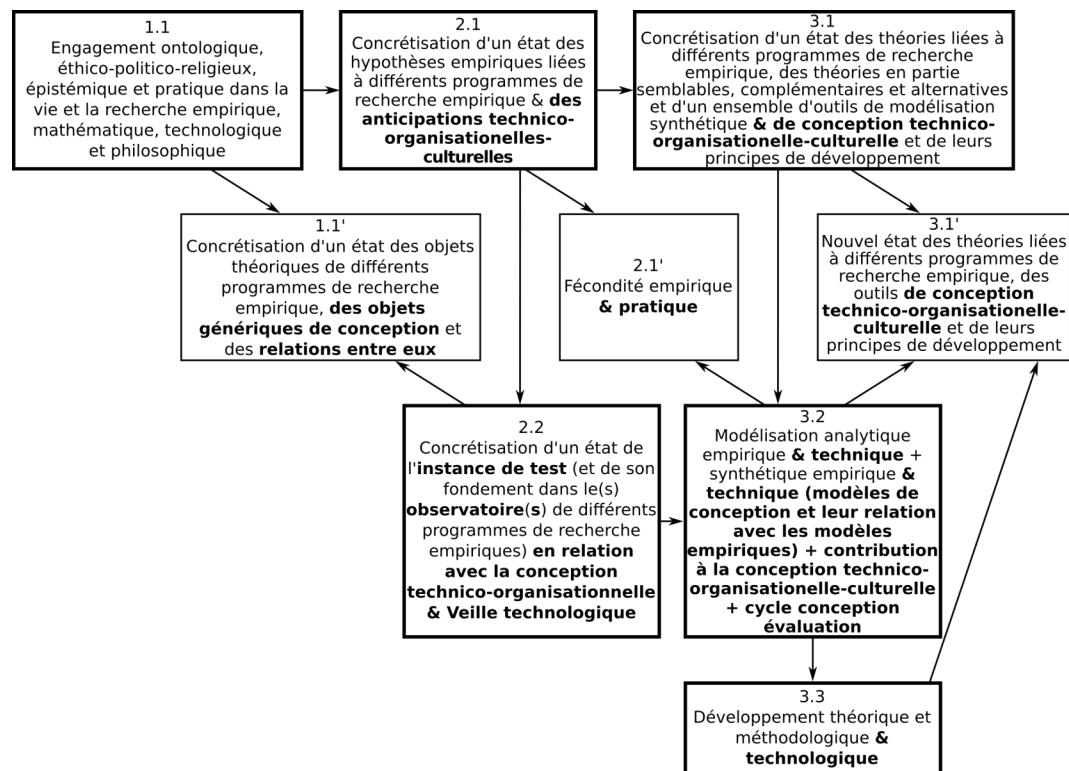 1.1
Engagement ontologique,
éthico-politico-religieux,
épistémique et pratique dans la
vie et la recherche empirique,
mathématique, technologique
et philosophique
2.1
Concrétisation d'un état des
hypothèses empiriques liées
à différents programmes de
recherche empirique & des
anticipations technico-
organisationelles-
culturelles
3.1
Concrétisation d'un état des théories liées à
différents programmes de recherche
empirique, des théories en partie
semblables, complémentaires et alternatives
et d'un ensemble d'outils de modélisation
synthétique & de conception technico-
organisationelle-culturelle et de leurs
principes de développement
1.1'
Concrétisation d'un état des objets
théoriques de différents
programmes de recherche
empirique, des objets
génériques de conception et
des relations entre eux
2.1'
Fécondité empirique
& pratique
3.1'
Nouvel état des théories liées
à différents programmes de
recherche empirique, des
outils de conception
technico-organisationelle-
culturelle et de leurs
principes de développement
2.2
Concrétisation d'un état de
l'instance de test (et de son
fondement dans le(s)
observatoire(s) de différents
programmes de recherche
empiriques) en relation
avec la conception
technico-organisationnelle
& Veille technologique
3.2
Modélisation analytique
empirique & technique +
synthétique empirique &
technique (modèles de
conception et leur relation
avec les modèles
empiriques) + contribution
à la conception technico-
organisationelle-culturelle
+ cycle conception
évaluation
3.3
Développement théorique et
méthodologique &
technologique